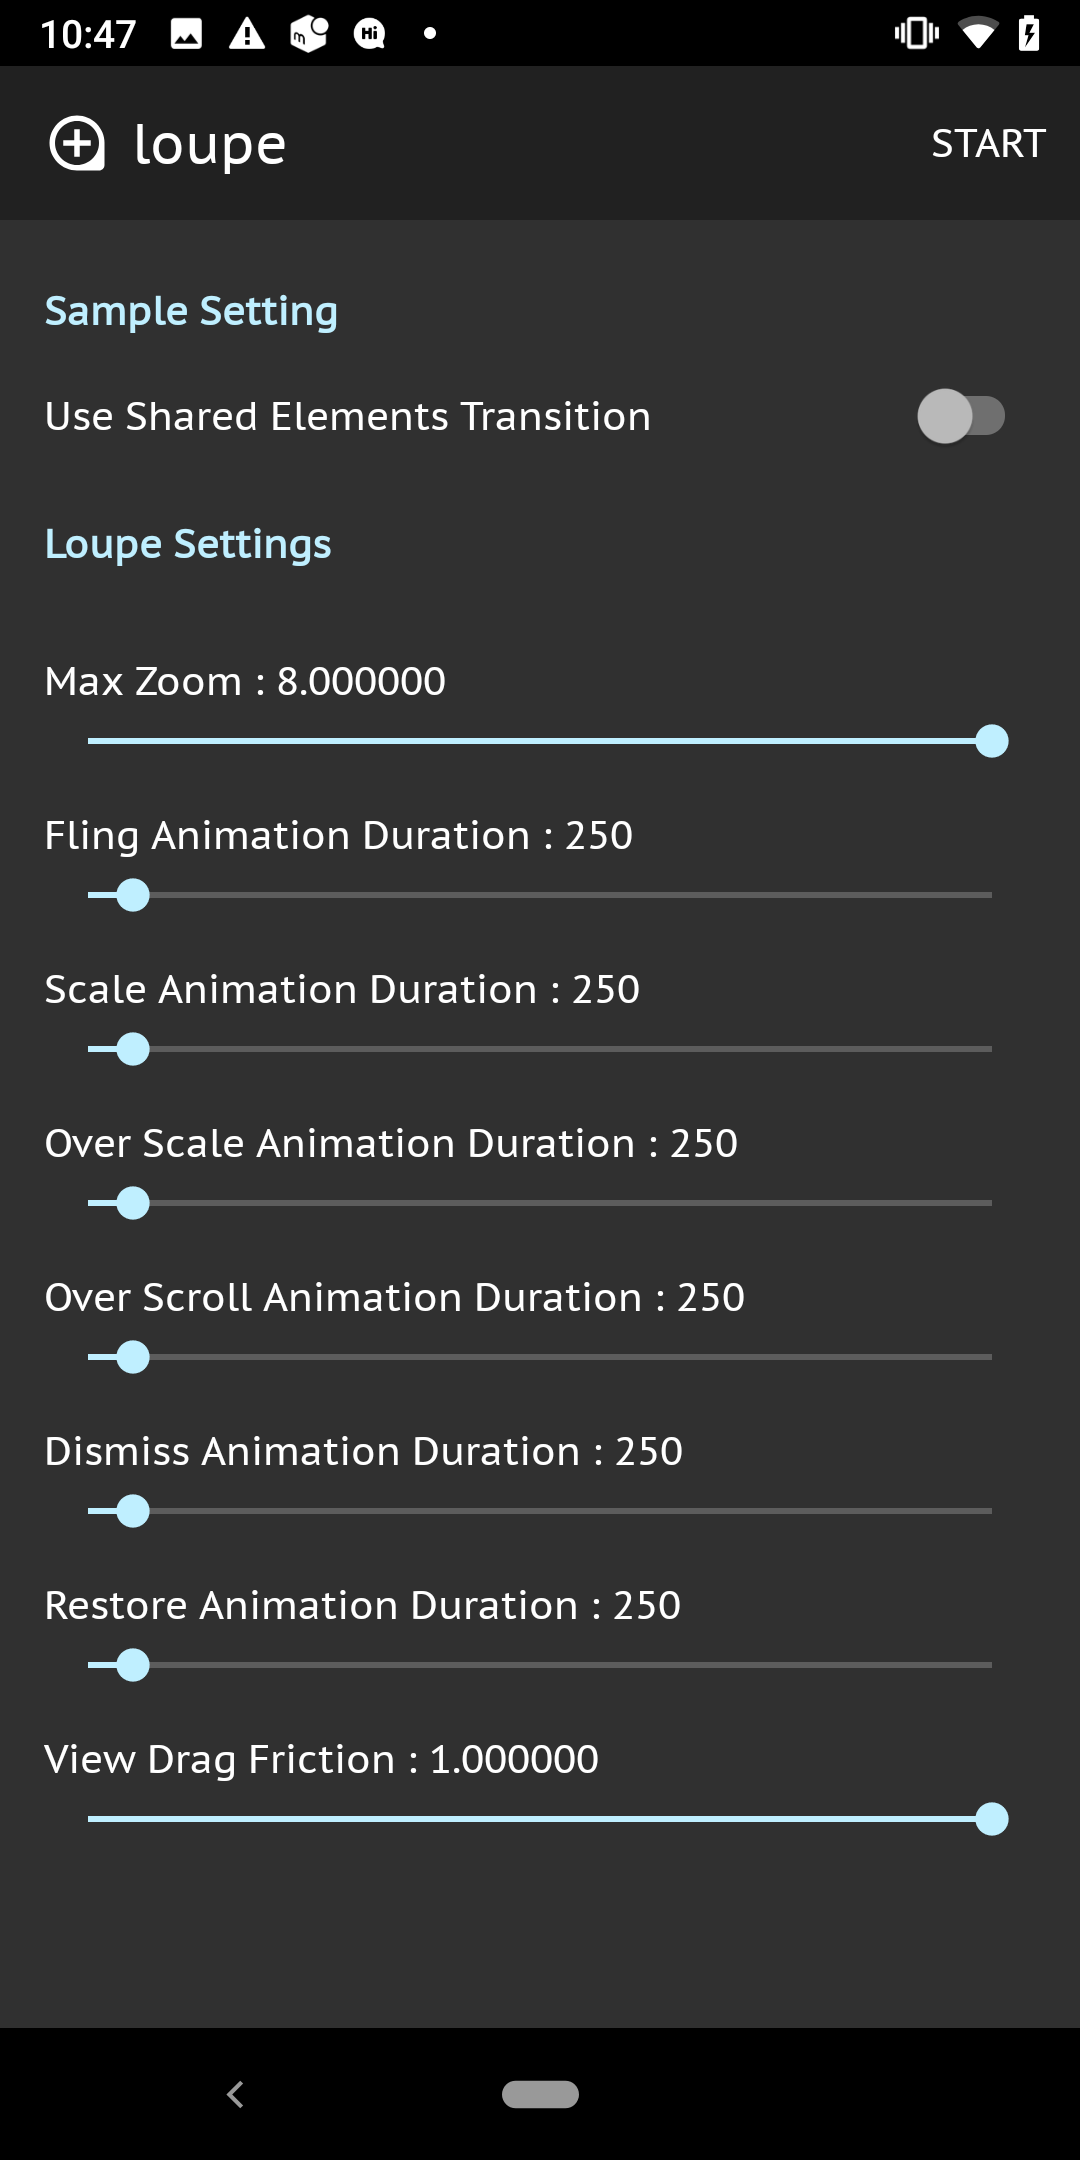 10:47
Hi
loupe
START
Sample Setting
Use Shared Elements Transition
Loupe Settings
Max Zoom : 8.000000
Fling Animation Duration : 250
Scale Animation Duration : 250
Over Scale Animation Duration : 250
Over Scroll Animation Duration : 250
Dismiss Animation Duration : 250
Restore Animation Duration : 250
View Drag Friction : 1.000000